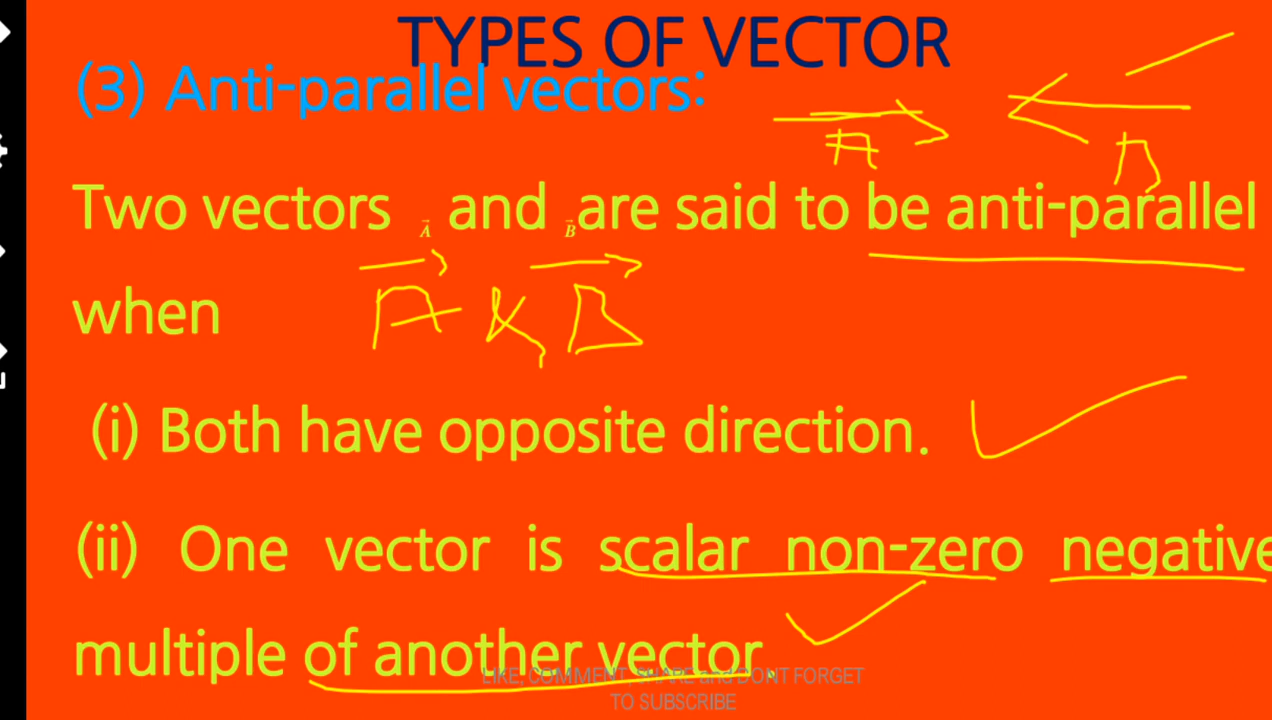 TYPES OF VECTOR
(3) Anti-parallel vectors:
A B
Two vectors A⃗ and B⃗ are said to be anti-parallel
A⃗ & B⃗
when
(i) Both have opposite direction.
(ii) One vector is scalar non-zero negative
multiple of another vector.
LIKE, COMMENT, SHARE and DONT FORGET
TO SUBSCRIBE